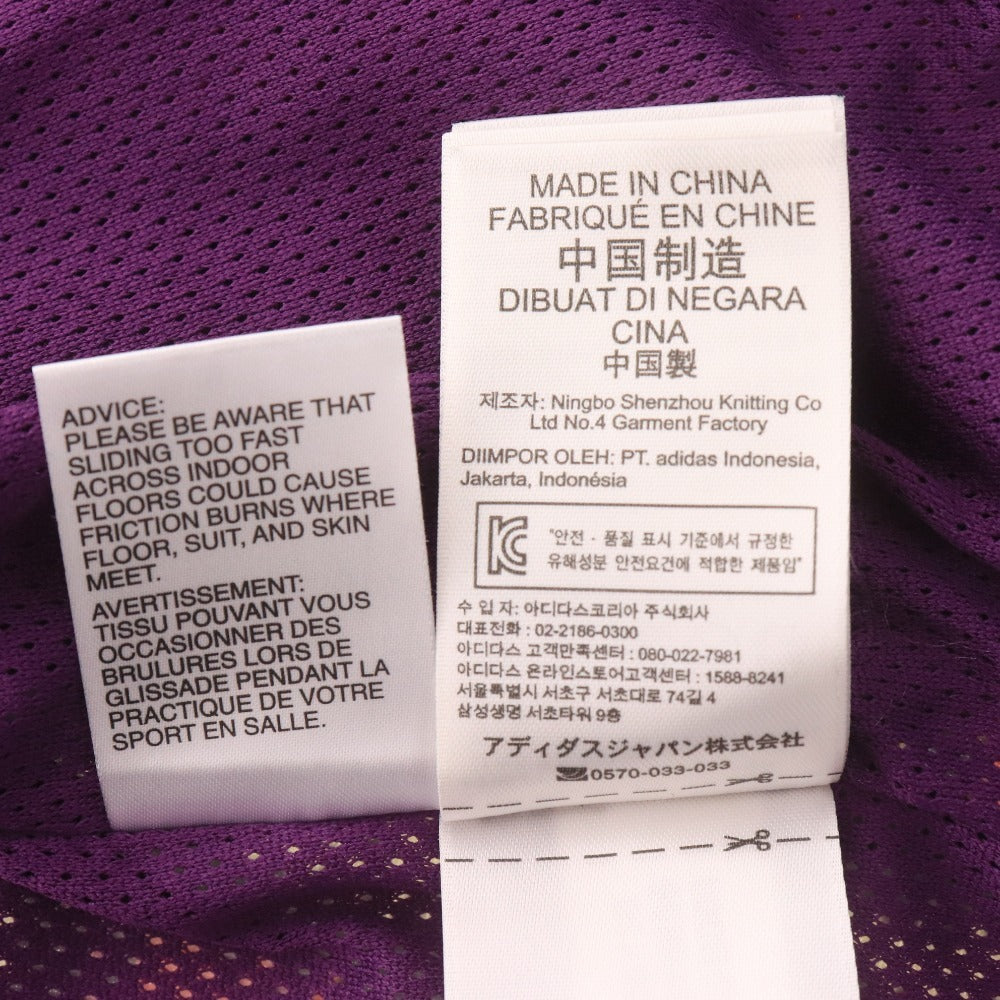 ADVICE:
PLEASE BE AWARE THAT
SLIDING TOO FAST
ACROSS INDOOR
FLOORS COULD CAUSE
FRICTION BURNS WHERE
FLOOR, SUIT, AND SKIN
MEET.
AVERTISSEMENT:
TISSU POUVANT VOUS
OCCASIONNER DES
BRULURES LORS DE
GLISSADE PENDANT LA
PRACTIQUE DE VOTRE
SPORT EN SALLE.
MADE IN CHINA
FABRIQUÉ EN CHINE
中国制造
DIBUAT DI NEGARA
CINA
中国製
제조자: Ningbo Shenzhou Knitting Co
Ltd No.4 Garment Factory
DIIMPOR OLEH: PT. adidas Indonesia,
Jakarta, Indonésia
"안전 · 품질 표시 기준에서 규정한
유해성분 안전요건에 적합한 제품임"
수 입 자: 아디다스코리아 주식회사
대표전화 : 02-2186-0300
아디다스 고객만족센터 : 080-022-7981
아디다스 온라인스토어고객센터 : 1588-8241
서울특별시 서초구 서초대로 74길 4
삼성생명 서초타워 9층
アディダスジャパン株式会社
0570-033-033